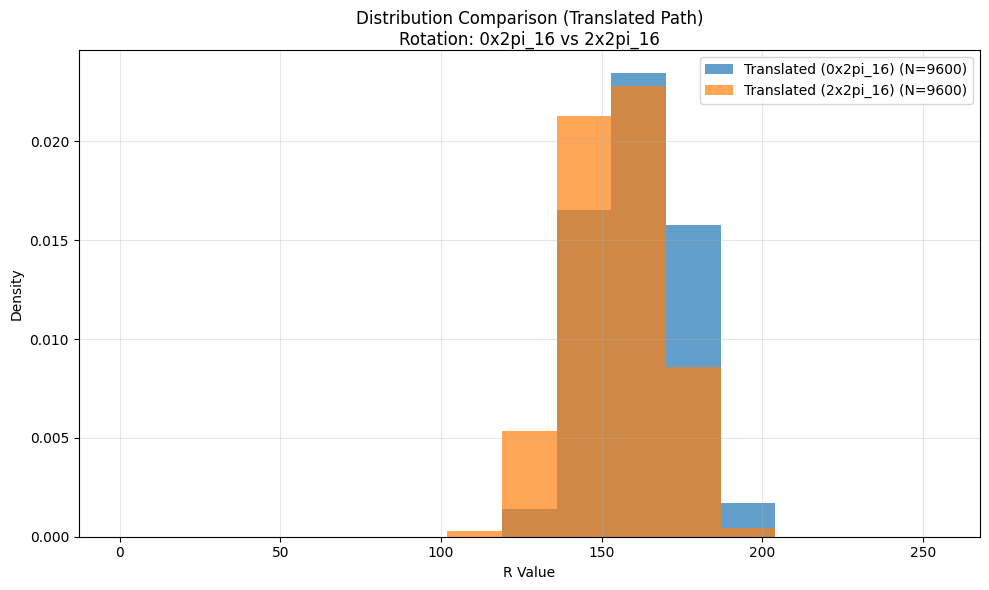 Distribution Comparison (Translated Path)
Rotation: 0x2pi_16 vs 2x2pi_16
Translated (0x2pi_16) (N=9600)
Translated (2x2pi_16) (N=9600)
0.020
0.015
0.010
0.005
0.000
Density
0 50 100 150 200 250
R Value